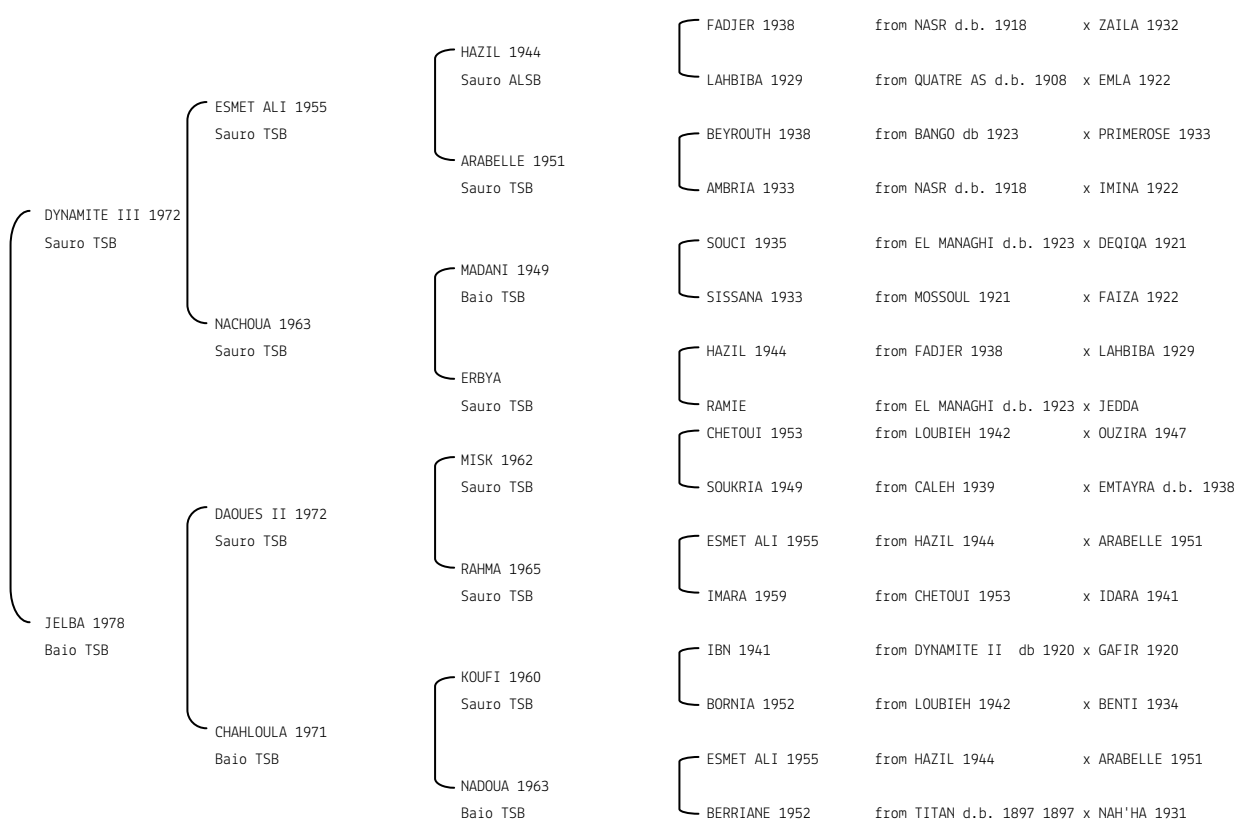 FADJER 1938 from NASR d.b. 1918 x ZAILA 1932
HAZIL 1944
Sauro ALSB LAHBIBA 1929 from QUATRE AS d.b. 1908 x EMLA 1922
ESMET ALI 1955
Sauro TSB BEYROUTH 1938 from BANGO db 1923 x PRIMEROSE 1933
ARABELLE 1951
Sauro TSB AMBRIA 1933 from NASR d.b. 1918 x IMINA 1922
DYNAMITE III 1972
Sauro TSB SOUCI 1935 from EL MANAGHI d.b. 1923 x DEQIQA 1921
MADANI 1949
Baio TSB SISSANA 1933 from MOSSOUL 1921 x FAIZA 1922
NACHOUA 1963
Sauro TSB HAZIL 1944 from FADJER 1938 x LAHBIBA 1929
ERBYA
Sauro TSB RAMIE from EL MANAGHI d.b. 1923 x JEDDA
CHETOUI 1953 from LOUBIEH 1942 x OUZIRA 1947
MISK 1962
Sauro TSB SOUKRIA 1949 from CALEH 1939 x EMTAYRA d.b. 1938
DAOUES II 1972
Sauro TSB ESMET ALI 1955 from HAZIL 1944 x ARABELLE 1951
RAHMA 1965
Sauro TSB IMARA 1959 from CHETOUI 1953 x IDARA 1941
JELBA 1978
Baio TSB IBN 1941 from DYNAMITE II db 1920 x GAFIR 1920
KOUFI 1960
Sauro TSB BORNIA 1952 from LOUBIEH 1942 x BENTI 1934
CHAHLOULA 1971
Baio TSB ESMET ALI 1955 from HAZIL 1944 x ARABELLE 1951
NADOUA 1963
Baio TSB BERRIANE 1952 from TITAN d.b. 1897 1897 x NAH'HA 1931